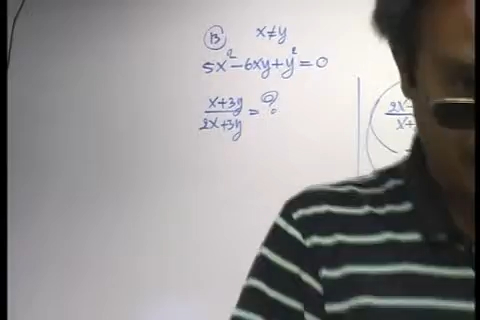 13 x≠y
5x²-6xy+y²=0
x+3y
2x+3y = ?